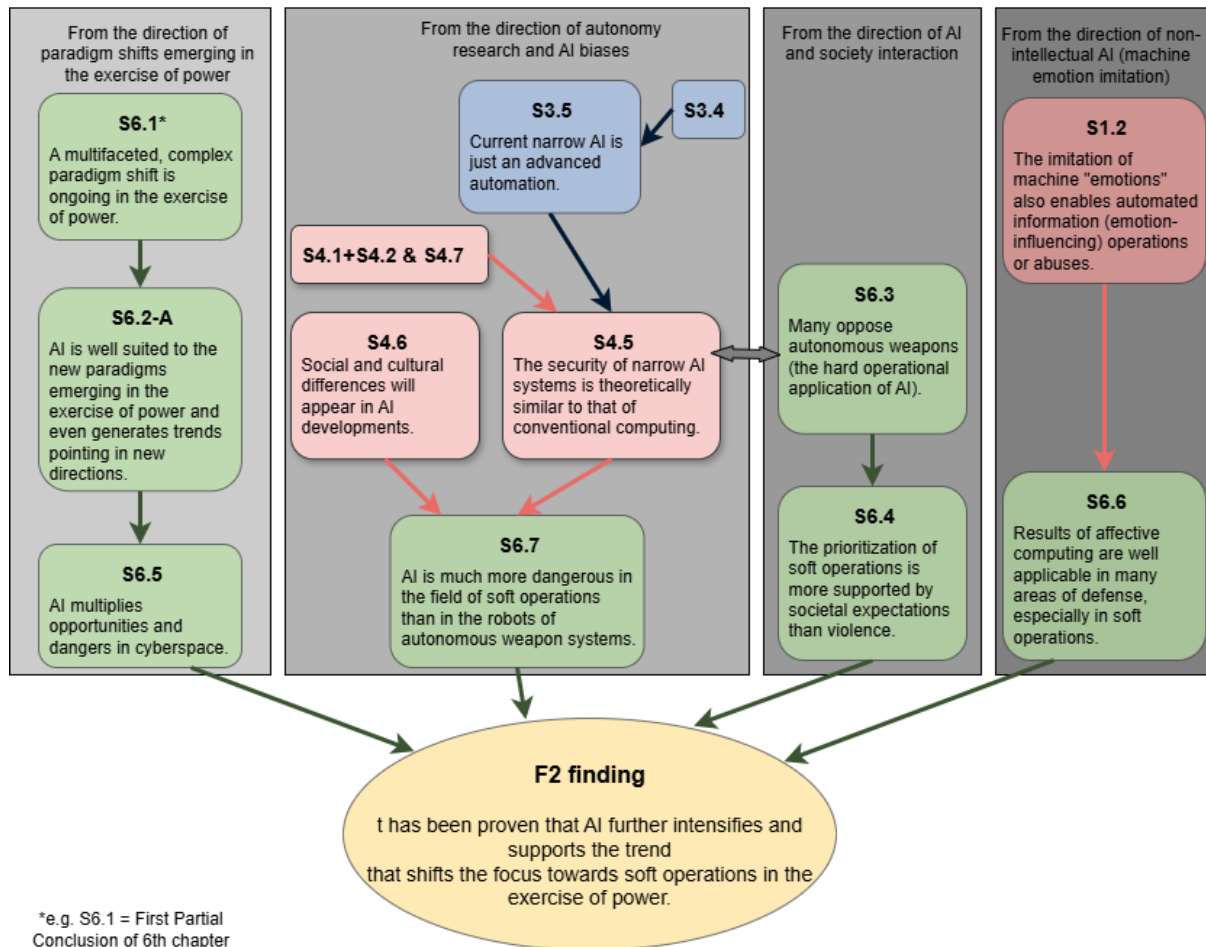 From the direction of
paradigm shifts emerging in
the exercise of power
S6.1*
A multifaceted, complex
paradigm shift is
ongoing in the exercise
of power.
S6.2-A
AI is well suited to the
new paradigms
emerging in the
exercise of power and
even generates trends
pointing in new
directions.
S6.5
AI multiplies
opportunities and
dangers in cyberspace.
From the direction of autonomy
research and AI biases
S3.5
Current narrow AI is
just an advanced
automation.
S3.4
S4.1+S4.2 & S4.7
S4.6
Social and cultural
differences will
appear in AI
developments.
S4.5
The security of narrow AI
systems is theoretically
similar to that of
conventional computing.
S6.7
AI is much more dangerous in
the field of soft operations
than in the robots of
autonomous weapon systems.
From the direction of AI
and society interaction
S6.3
Many oppose
autonomous weapons
(the hard operational
application of AI).
S6.4
The prioritization of
soft operations is
more supported by
societal expectations
than violence.
From the direction of non-
intellectual AI (machine
emotion imitation)
S1.2
The imitation of
machine "emotions"
also enables automated
information (emotion-
influencing) operations
or abuses.
S6.6
Results of affective
computing are well
applicable in many
areas of defense,
especially in soft
operations.
F2 finding
t has been proven that AI further intensifies and
supports the trend
that shifts the focus towards soft operations in the
exercise of power.
*e.g. S6.1 = First Partial
Conclusion of 6th chapter